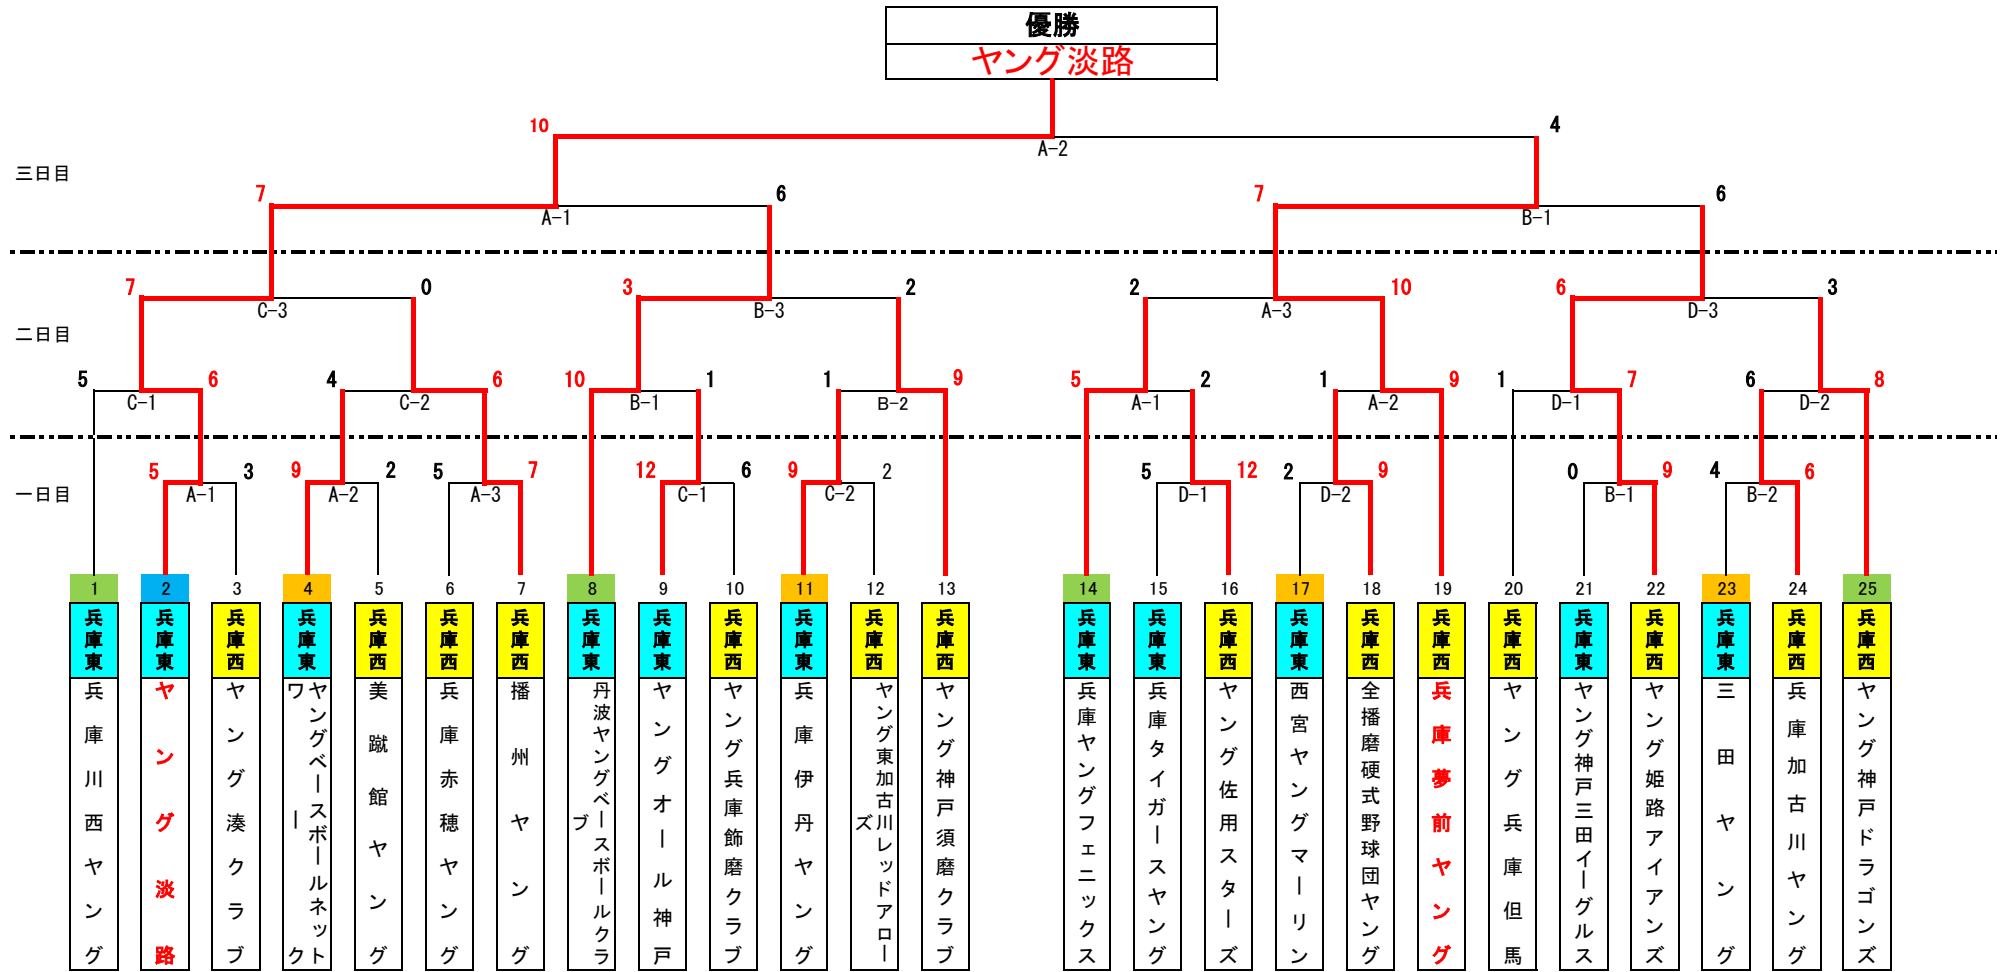 優勝
ヤング淡路
10
4
A-2
三日目
7
6
7
6
A-1
B-1
7
0
3
2
2
10
6
3
C-3
B-3
A-3
D-3
二日目
5
6
4
6
10
1
1
9
5
2
1
9
1
7
6
8
C-1
C-2
B-1
B-2
A-1
A-2
D-1
D-2
一日目
5
3
9
2
5
7
12
6
9
2
5
12
2
9
0
9
4
6
A-1
A-2
A-3
C-1
C-2
D-1
D-2
B-1
B-2
1
2
3
4
5
6
7
8
9
10
11
12
13
14
15
16
17
18
19
20
21
22
23
24
25
兵庫東
兵庫東
兵庫西
兵庫東
兵庫西
兵庫西
兵庫西
兵庫東
兵庫東
兵庫西
兵庫東
兵庫西
兵庫西
兵庫東
兵庫東
兵庫西
兵庫東
兵庫西
兵庫西
兵庫西
兵庫東
兵庫西
兵庫東
兵庫西
兵庫西
兵庫川西ヤング
ヤング淡路
ヤング湊クラブ
ヤングベースボールネット
ワーク
美蹴館ヤング
兵庫赤穂ヤング
播州ヤング
丹波ヤングベースボールクラ
ブ
ヤングオール神戸
ヤング兵庫飾磨クラブ
兵庫伊丹ヤング
ヤング東加古川レッドアロー
ズ
ヤング神戸須磨クラブ
兵庫ヤングフェニックス
兵庫タイガースヤング
ヤング佐用スターズ
西宮ヤングマーリン
全播磨硬式野球団ヤング
兵庫夢前ヤング
ヤング兵庫但馬
ヤング神戸三田イーグルス
ヤング姫路アイアンズ
三田ヤング
兵庫加古川ヤング
ヤング神戸ドラゴンズ